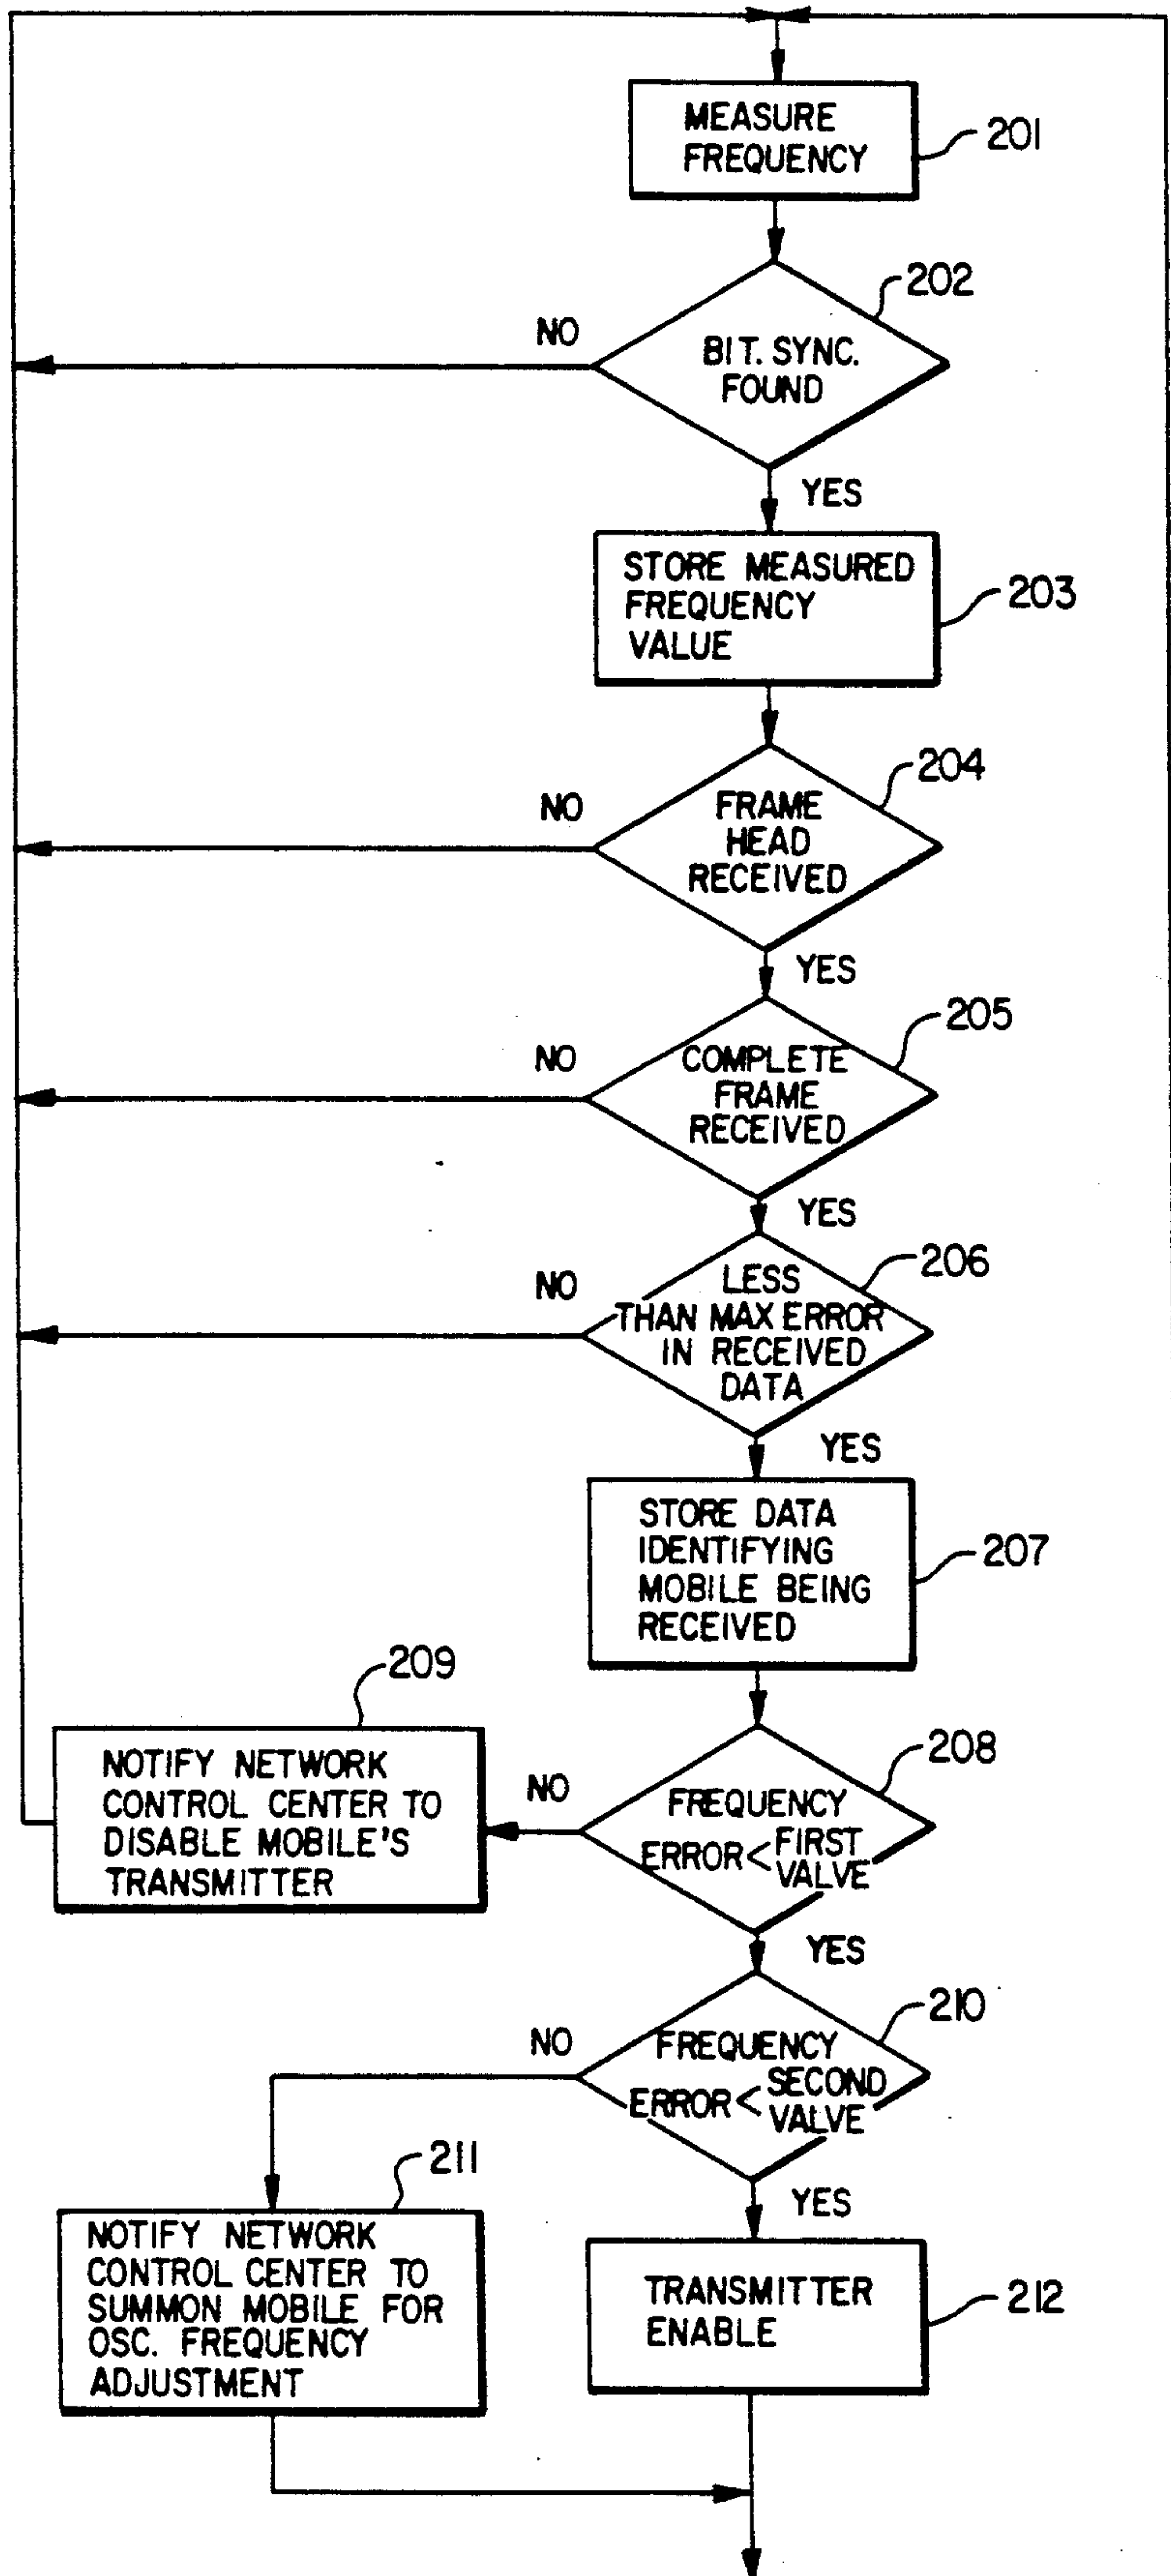 MEASURE
FREQUENCY
201
202
NO
BIT. SYNC.
FOUND
YES
STORE MEASURED
FREQUENCY
VALUE
203
204
NO
FRAME
HEAD
RECEIVED
YES
205
NO
COMPLETE
FRAME
RECEIVED
YES
206
NO
LESS
THAN MAX ERROR
IN RECEIVED
DATA
YES
STORE DATA
IDENTIFYING
MOBILE BEING
RECEIVED
207
209
NOTIFY NETWORK
CONTROL CENTER TO
DISABLE MOBILE'S
TRANSMITTER
208
NO
FREQUENCY
ERROR < FIRST
VALVE
YES
210
NO
FREQUENCY
ERROR < SECOND
VALVE
YES
211
NOTIFY NETWORK
CONTROL CENTER TO
SUMMON MOBILE FOR
OSC. FREQUENCY
ADJUSTMENT
TRANSMITTER
ENABLE
212